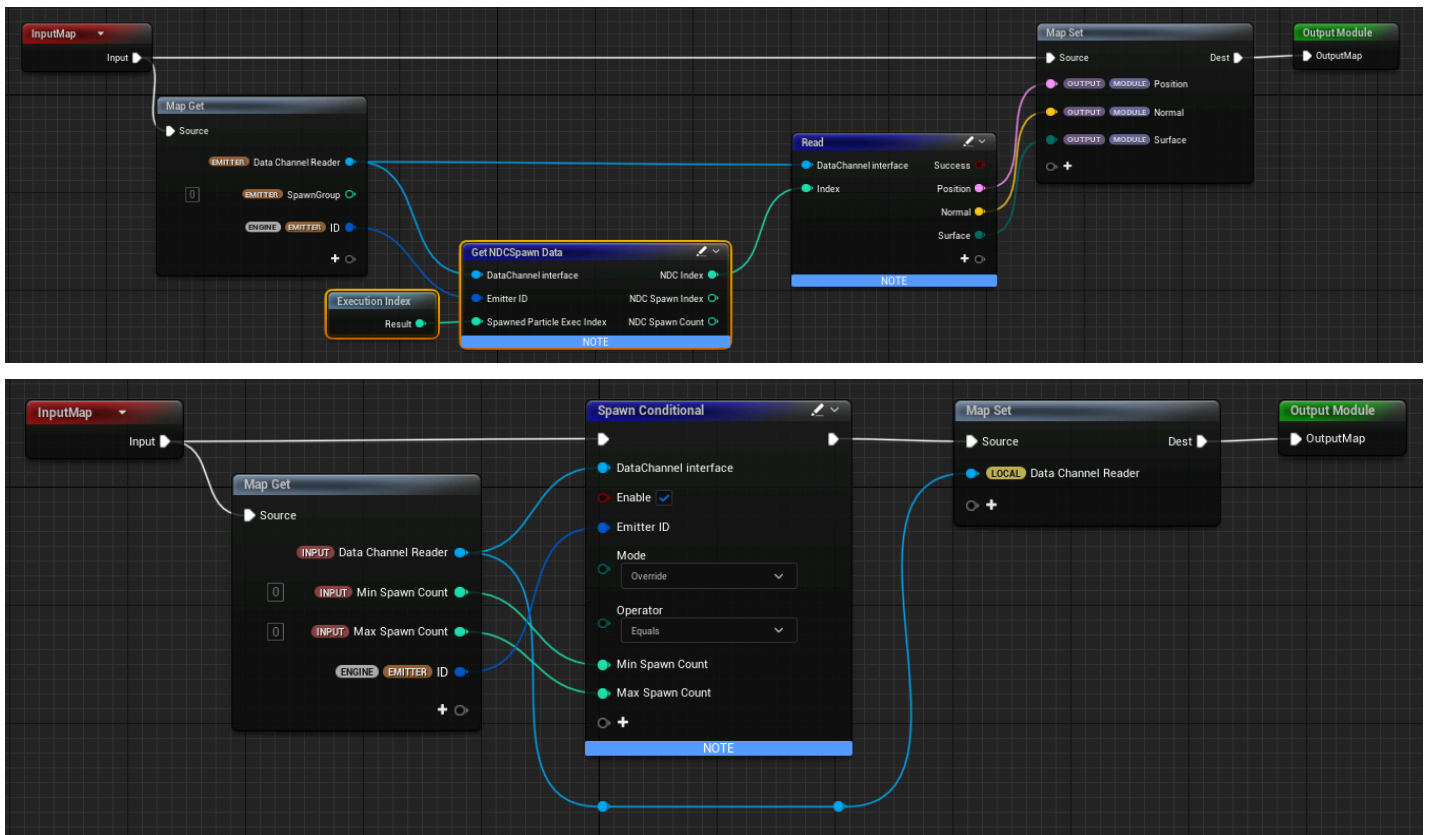 InputMap
Input
Map Get
Source
EMITTER Data Channel Reader
0 EMITTER SpawnGroup
ENGINE EMITTER ID
Execution Index
Result
Get NDCSpawn Data
DataChannel interface NDC Index
Emitter ID NDC Spawn Index
Spawned Particle Exec Index NDC Spawn Count
NOTE
Read
DataChannel interface Success
Index Position
Normal
Surface
NOTE
Map Set
Source Dest
OUTPUT MODULE Position
OUTPUT MODULE Normal
OUTPUT MODULE Surface
Output Module
OutputMap
InputMap
Input
Map Get
Source
INPUT Data Channel Reader
0 INPUT Min Spawn Count
0 INPUT Max Spawn Count
ENGINE EMITTER ID
Spawn Conditional
DataChannel interface
Enable
Emitter ID
Mode
Override
Operator
Equals
Min Spawn Count
Max Spawn Count
NOTE
Map Set
Source Dest
LOCAL Data Channel Reader
Output Module
OutputMap